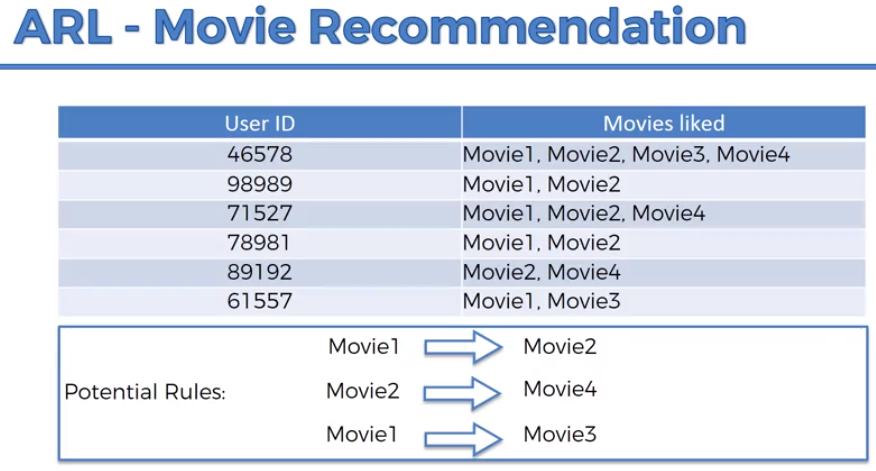 ARL - Movie Recommendation
User ID Movies liked
46578 Movie1, Movie2, Movie3, Movie4
98989 Movie1, Movie2
71527 Movie1, Movie2, Movie4
78981 Movie1, Movie2
89192 Movie2, Movie4
61557 Movie1, Movie3
Movie1 Movie2
Potential Rules: Movie2 Movie4
Movie1 Movie3